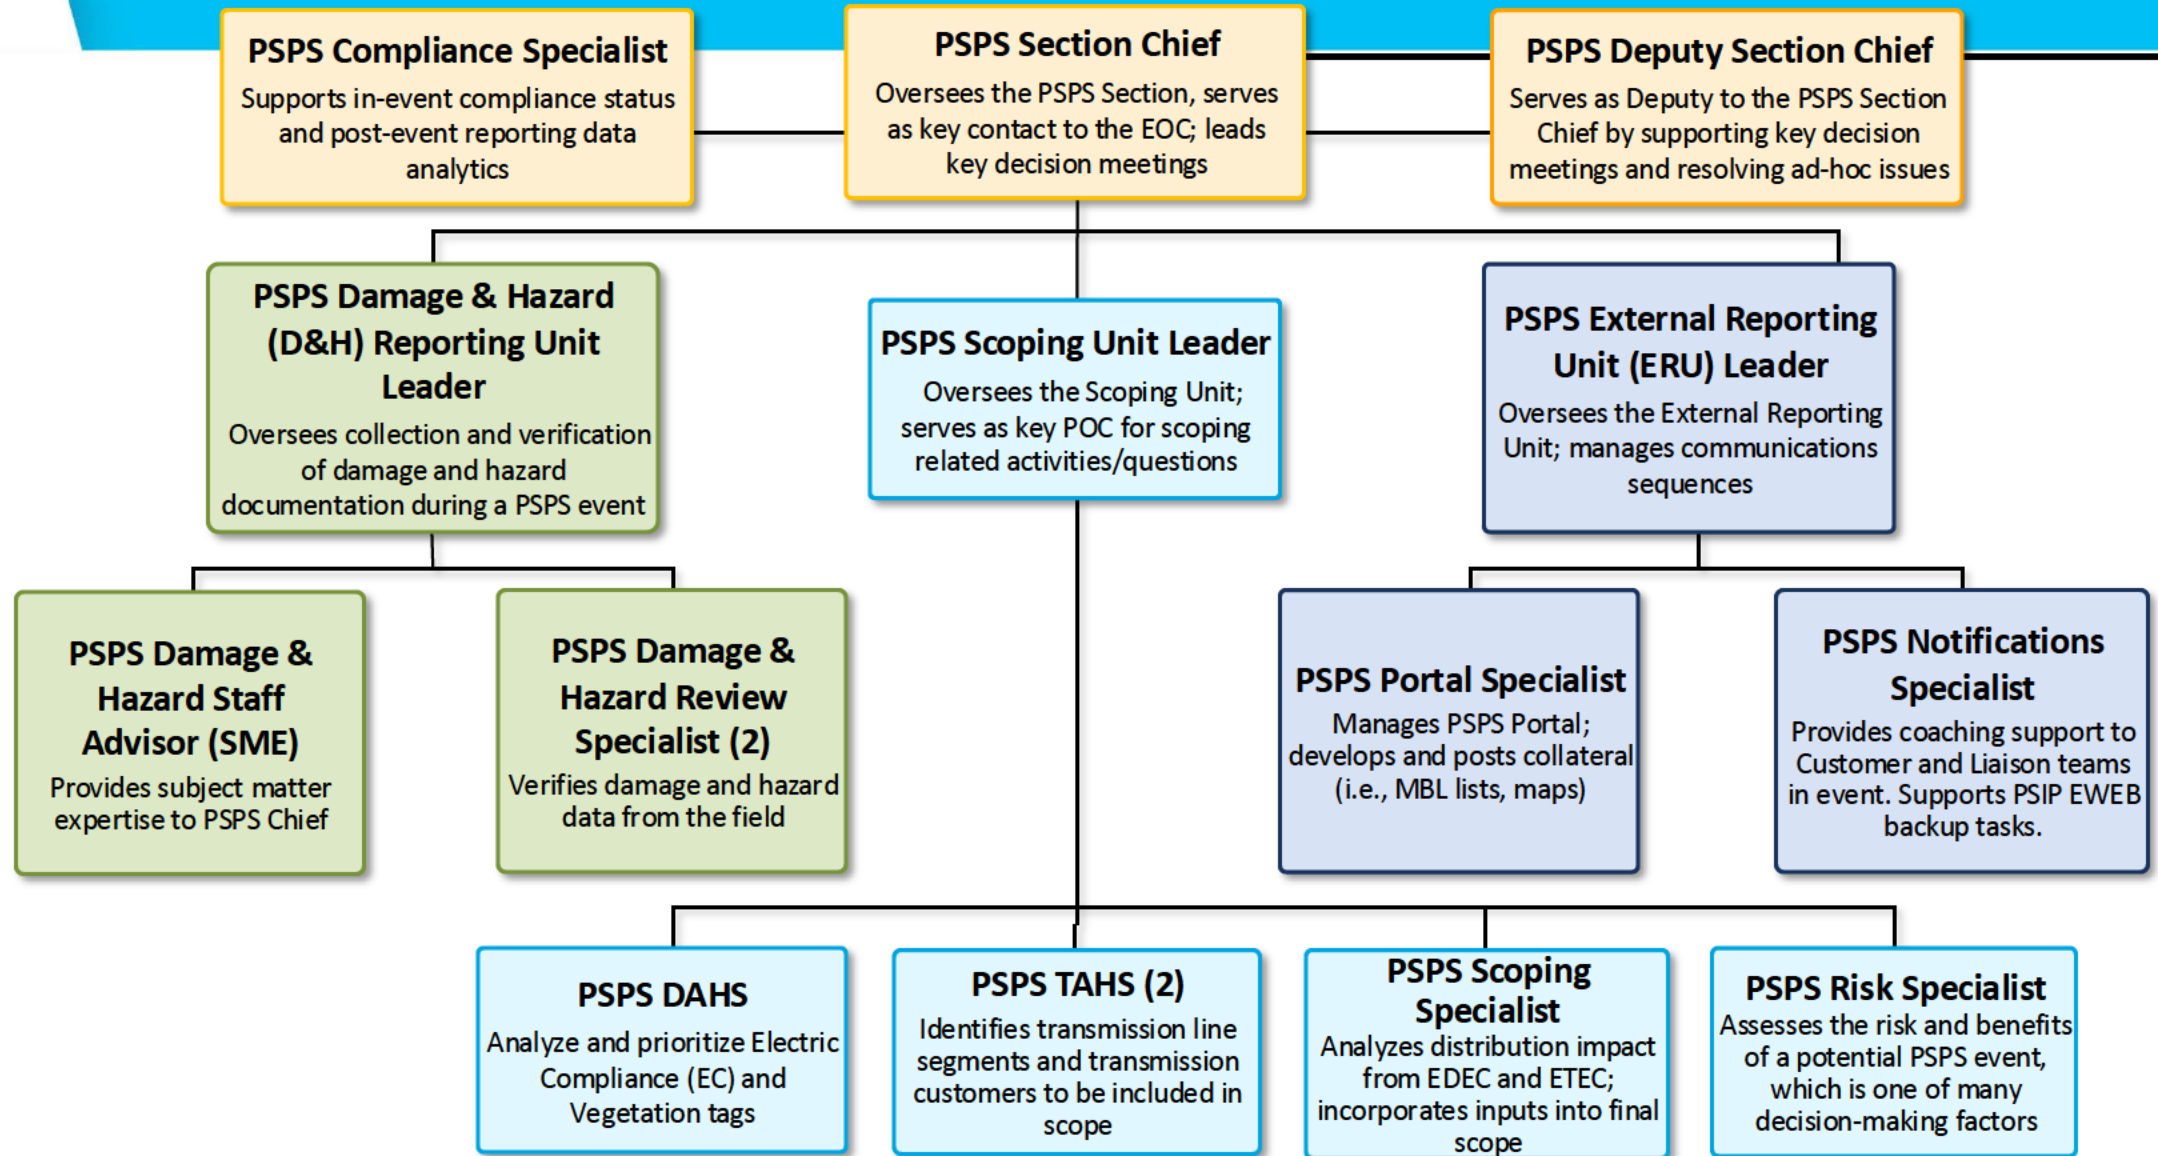 PSPS Compliance Specialist
Supports in-event compliance status
and post-event reporting data
analytics
PSPS Section Chief
Oversees the PSPS Section, serves
as key contact to the EOC; leads
key decision meetings
PSPS Deputy Section Chief
Serves as Deputy to the PSPS Section
Chief by supporting key decision
meetings and resolving ad-hoc issues
PSPS Damage & Hazard
(D&H) Reporting Unit
Leader
Oversees collection and verification
of damage and hazard
documentation during a PSPS event
PSPS Scoping Unit Leader
Oversees the Scoping Unit;
serves as key POC for scoping
related activities/questions
PSPS External Reporting
Unit (ERU) Leader
Oversees the External Reporting
Unit; manages communications
sequences
PSPS Damage &
Hazard Staff
Advisor (SME)
Provides subject matter
expertise to PSPS Chief
PSPS Damage &
Hazard Review
Specialist (2)
Verifies damage and hazard
data from the field
PSPS Portal Specialist
Manages PSPS Portal;
develops and posts collateral
(i.e., MBL lists, maps)
PSPS Notifications
Specialist
Provides coaching support to
Customer and Liaison teams
in event. Supports PSIP EWEB
backup tasks.
PSPS DAHS
Analyze and prioritize Electric
Compliance (EC) and
Vegetation tags
PSPS TAHS (2)
Identifies transmission line
segments and transmission
customers to be included in
scope
PSPS Scoping
Specialist
Analyzes distribution impact
from EDEC and ETEC;
incorporates inputs into final
scope
PSPS Risk Specialist
Assesses the risk and benefits
of a potential PSPS event,
which is one of many
decision-making factors